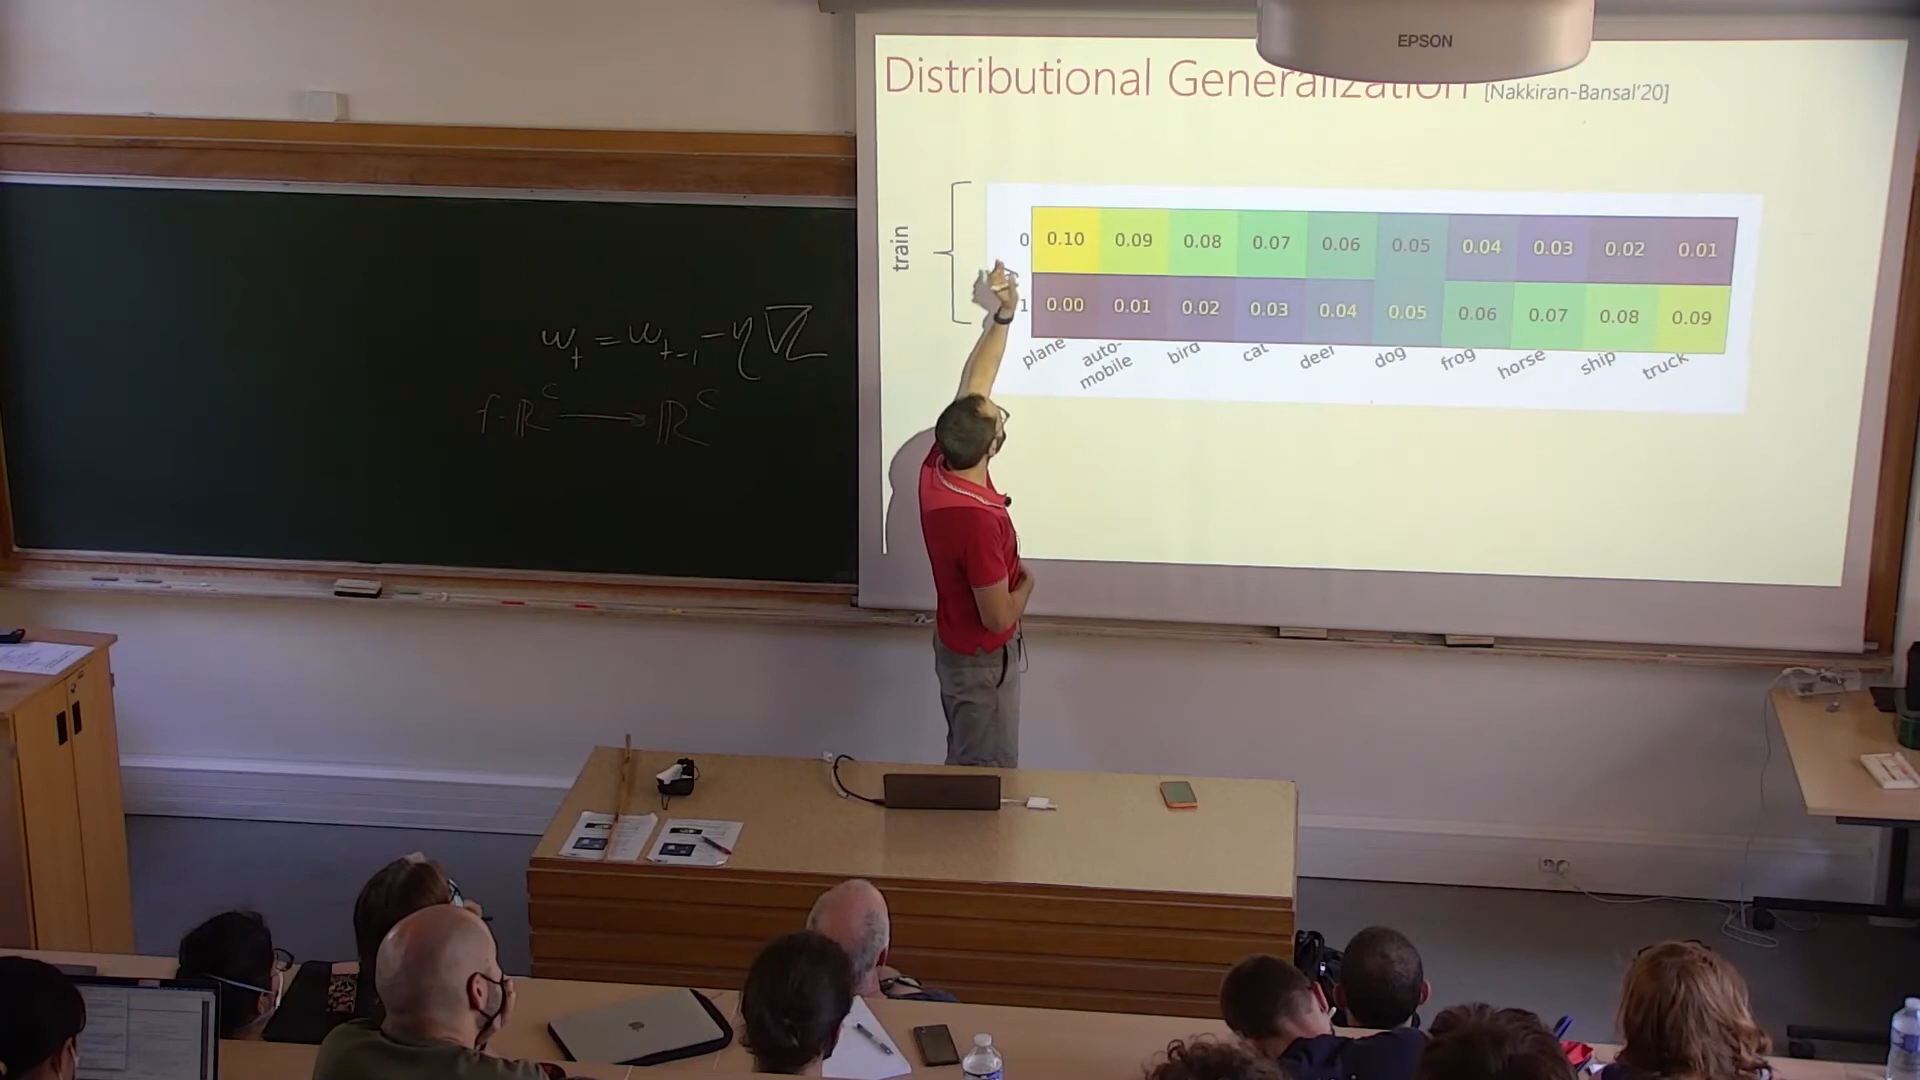 EPSON
Distributional Generalization [Nakkiran-Bansal'20]
train
0 0.10 0.09 0.08 0.07 0.06 0.05 0.04 0.03 0.02 0.01
1 0.00 0.01 0.02 0.03 0.04 0.05 0.06 0.07 0.08 0.09
plane auto-mobile bird cat deer dog frog horse ship truck
w_t = w_{t-1} - η∇L
f: ℝ^C → ℝ^C